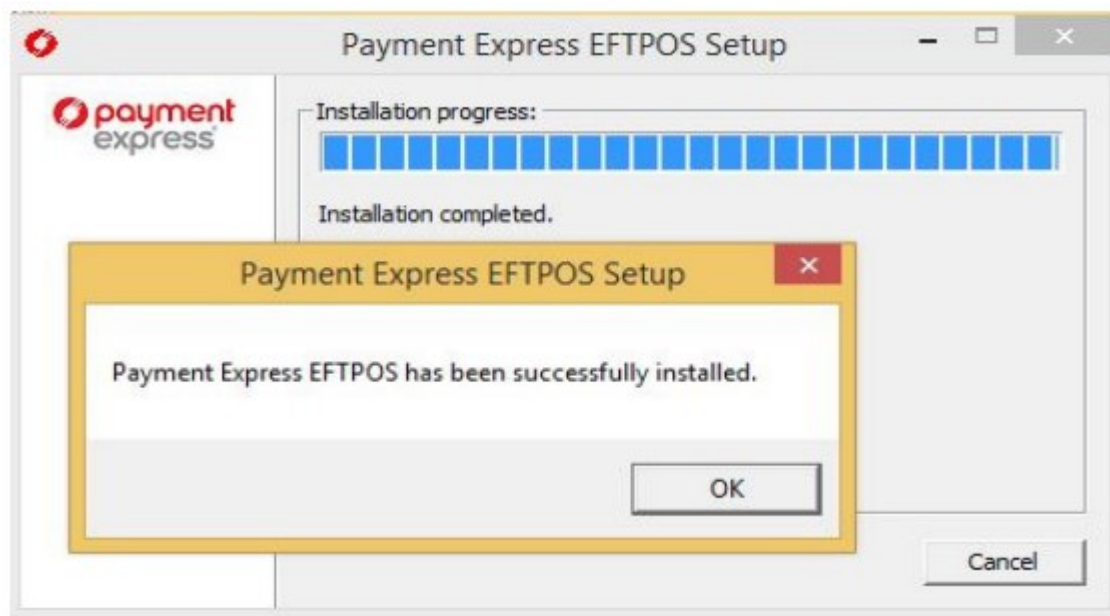 Payment Express EFTPOS Setup
payment
express
Installation progress:
Installation completed.
Payment Express EFTPOS Setup
Payment Express EFTPOS has been successfully installed.
OK
Cancel